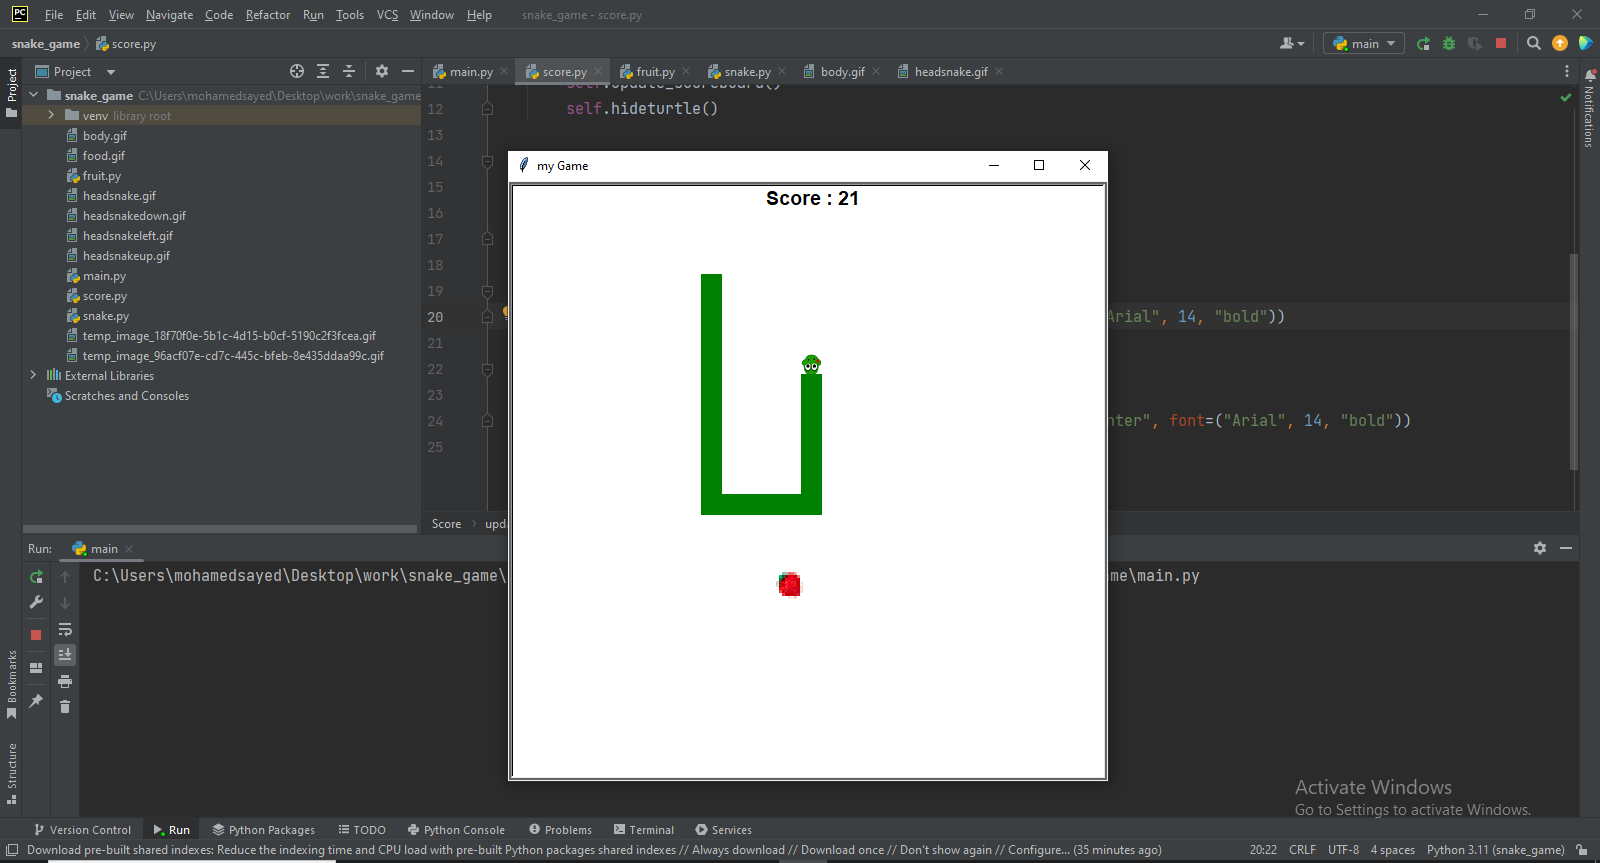 PC File Edit View Navigate Code Refactor Run Tools VCS Window Help snake_game - score.py
snake_game score.py main
Project
Project
main.py score.py fruit.py snake.py body.gif headsnake.gif
Notifications
snake_game C:\Users\mohamedsayed\Desktop\work\snake_game
venv library root
body.gif
food.gif
fruit.py
headsnake.gif
headsnakedown.gif
headsnakeleft.gif
headsnakeup.gif
main.py
score.py
snake.py
temp_image_18f70f0e-5b1c-4d15-b0cf-5190c2f3fcea.gif
temp_image_96acf07e-cd7c-445c-bfeb-8e435ddaa99c.gif
External Libraries
Scratches and Consoles
11 self.update_scoreboard()
12 self.hideturtle()
13
14
15
16
17
18
19
20 Arial", 14, "bold"))
21
22
23
24 nter", font=("Arial", 14, "bold"))
25
Score upda
my Game
Score : 21
Run: main
C:\Users\mohamedsayed\Desktop\work\snake_game\ me\main.py
Bookmarks
Structure
Activate Windows
Go to Settings to activate Windows.
Version Control Run Python Packages TODO Python Console Problems Terminal Services
Download pre-built shared indexes: Reduce the indexing time and CPU load with pre-built Python packages shared indexes // Always download // Download once // Don't show again // Configure... (35 minutes ago) 20:22 CRLF UTF-8 4 spaces Python 3.11 (snake_game)